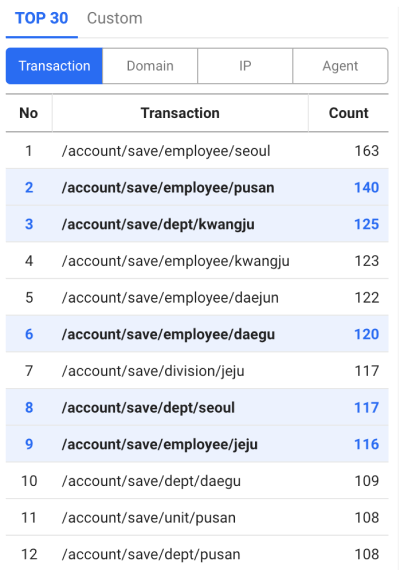 TOP 30 Custom
Transaction Domain IP Agent
No Transaction Count
1 /account/save/employee/seoul 163
2 /account/save/employee/pusan 140
3 /account/save/dept/kwangju 125
4 /account/save/employee/kwangju 123
5 /account/save/employee/daejun 122
6 /account/save/employee/daegu 120
7 /account/save/division/jeju 117
8 /account/save/dept/seoul 117
9 /account/save/employee/jeju 116
10 /account/save/dept/daegu 109
11 /account/save/unit/pusan 108
12 /account/save/dept/pusan 108